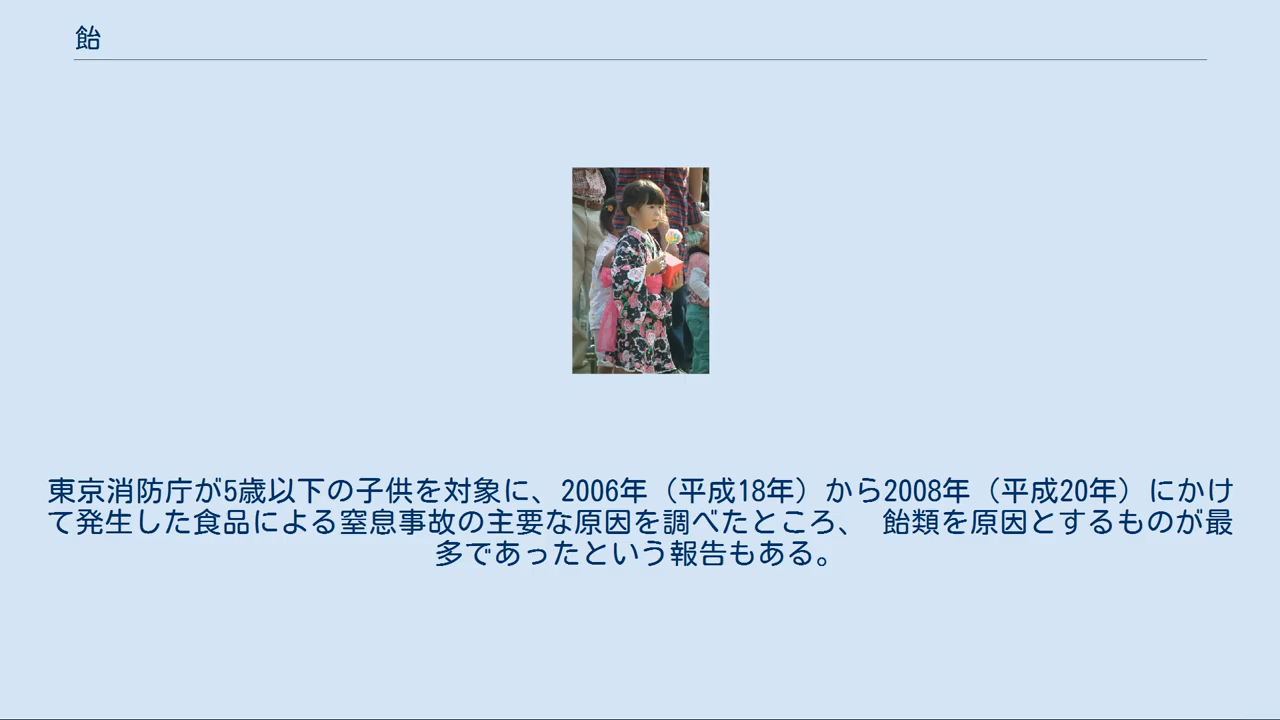 飴
東京消防庁が5歳以下の子供を対象に、2006年（平成18年）から2008年（平成20年）にかけ
て発生した食品による窒息事故の主要な原因を調べたところ、 飴類を原因とするものが最
多であったという報告もある。